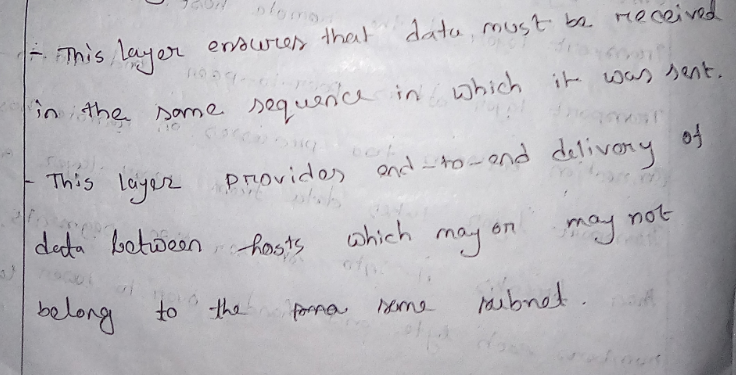 - This layer ensures that data must be received
in the same sequence in which it was sent.
- This layer provides end-to-end delivery of
data between hosts which may or may not
belong to the same subnet.